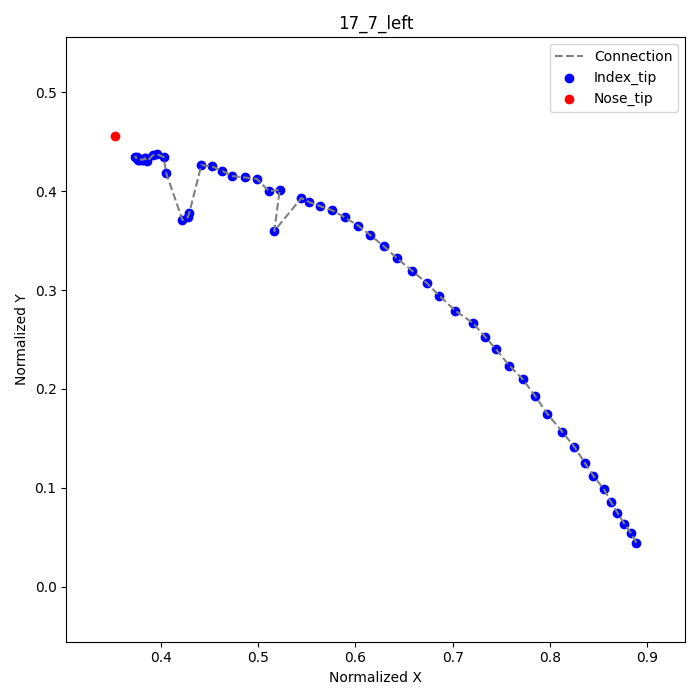 17_7_left
Connection
Index_tip
Nose_tip
0.5
0.4
0.3
0.2
0.1
0.0
Normalized Y
0.4 0.5 0.6 0.7 0.8 0.9
Normalized X